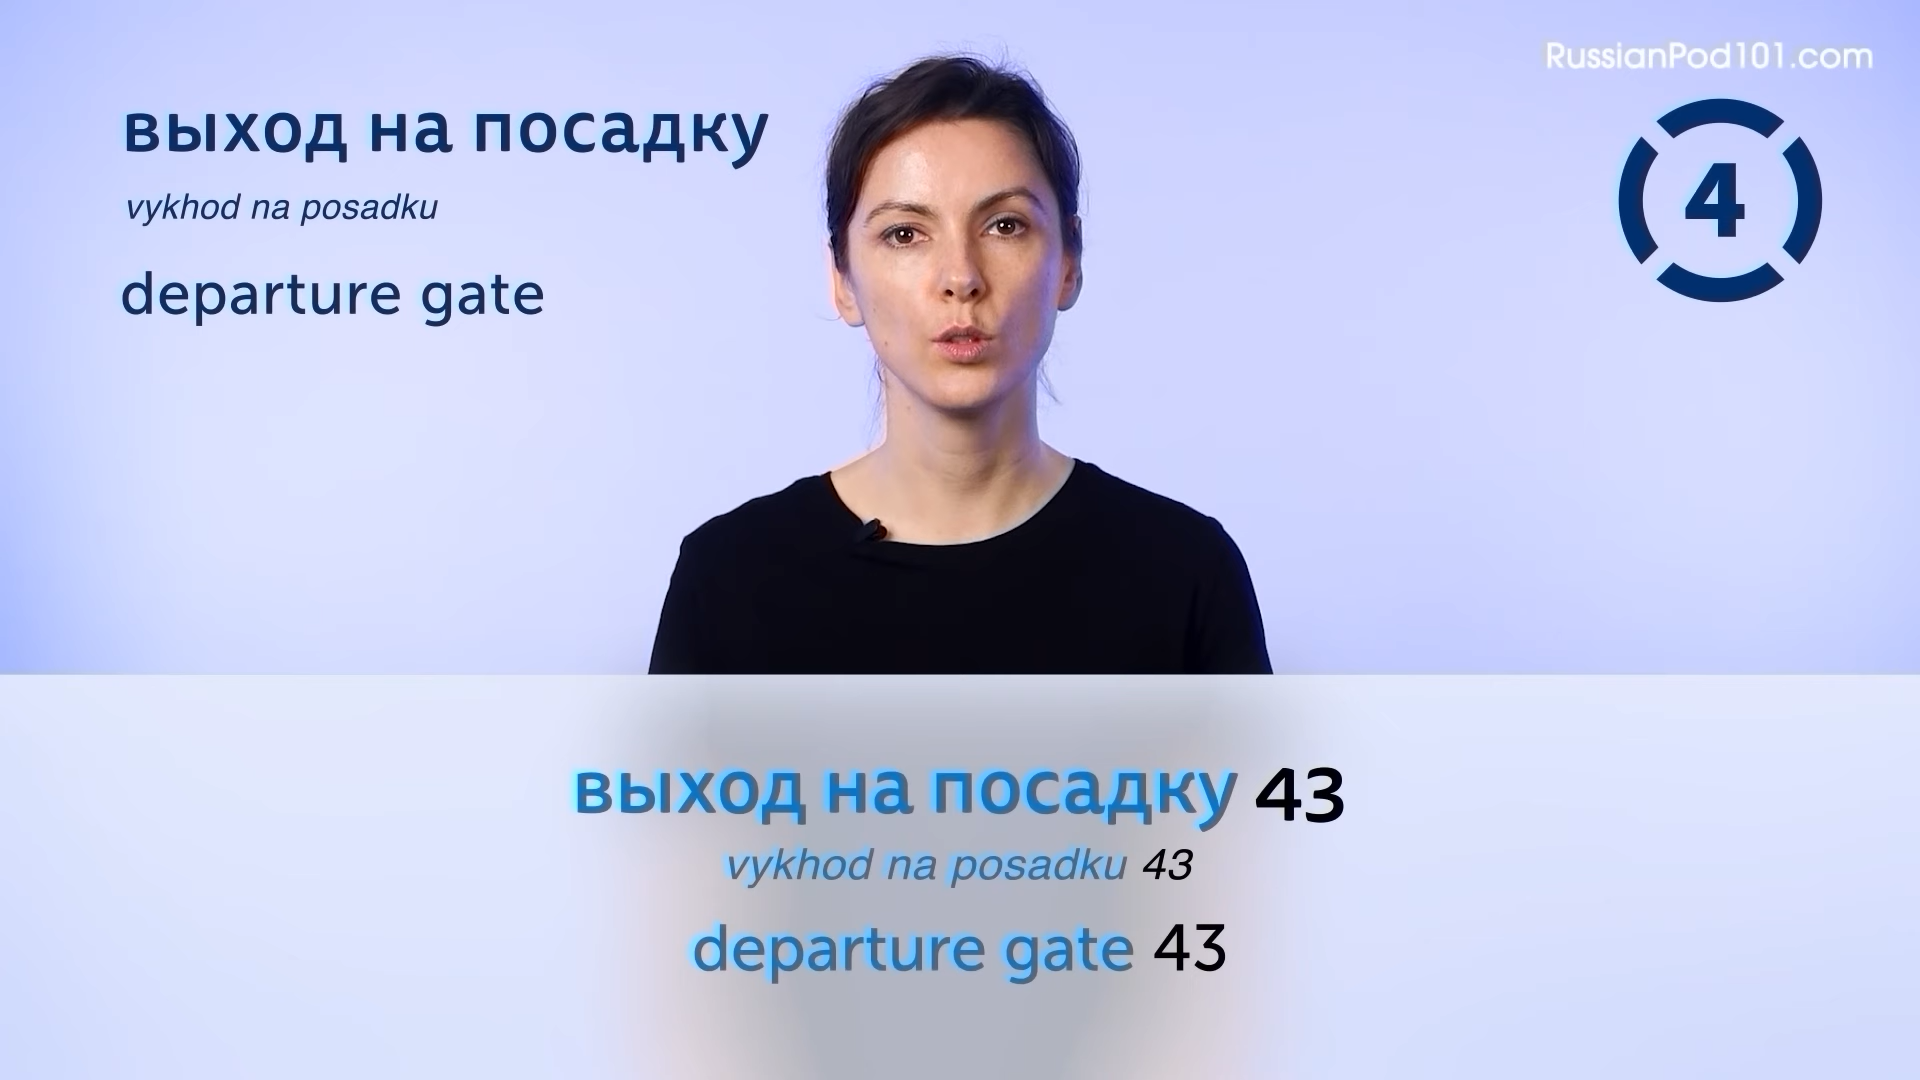 RussianPod101.com
выход на посадку
vykhod na posadku
departure gate
4
выход на посадку 43
vykhod na posadku 43
departure gate 43